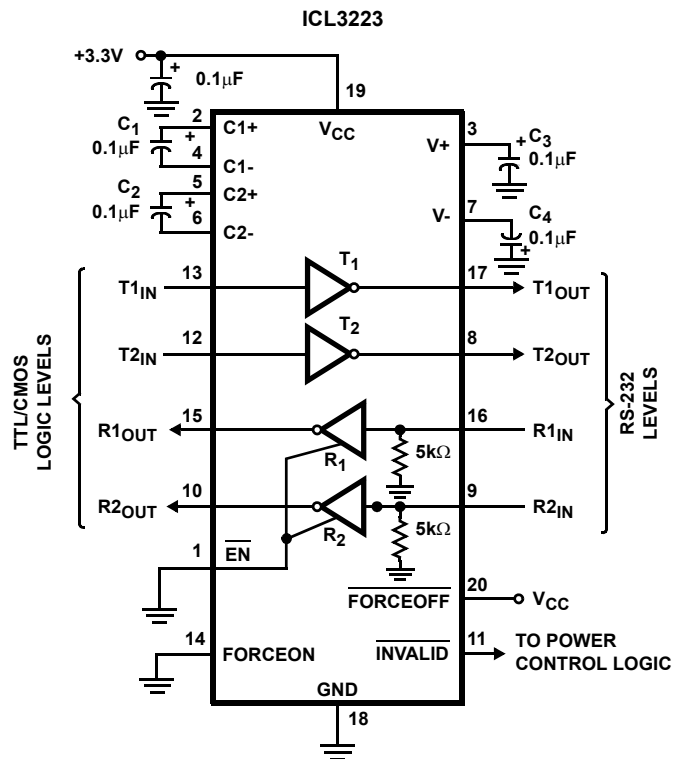 ICL3223
+3.3V
+
0.1µF
19
VCC
2
C1+
C1
0.1µF
+
4
C1-
5
C2+
C2
0.1µF
+
6
C2-
3
V+
+
C3
0.1µF
7
V-
C4
0.1µF
+
T1IN
13
T1
17
T1OUT
T2IN
12
T2
8
T2OUT
R1OUT
15
R1
16
R1IN
5kΩ
R2OUT
10
R2
9
R2IN
5kΩ
TTL/CMOS
LOGIC LEVELS
RS-232
LEVELS
1
EN
20
FORCEOFF
VCC
14
FORCEON
11
INVALID
TO POWER
CONTROL LOGIC
GND
18